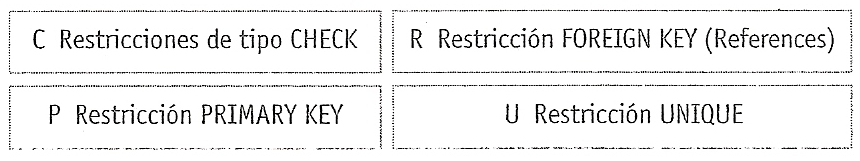 C Restricciones de tipo CHECK
R Restricción FOREIGN KEY (References)
P Restricción PRIMARY KEY
U Restricción UNIQUE